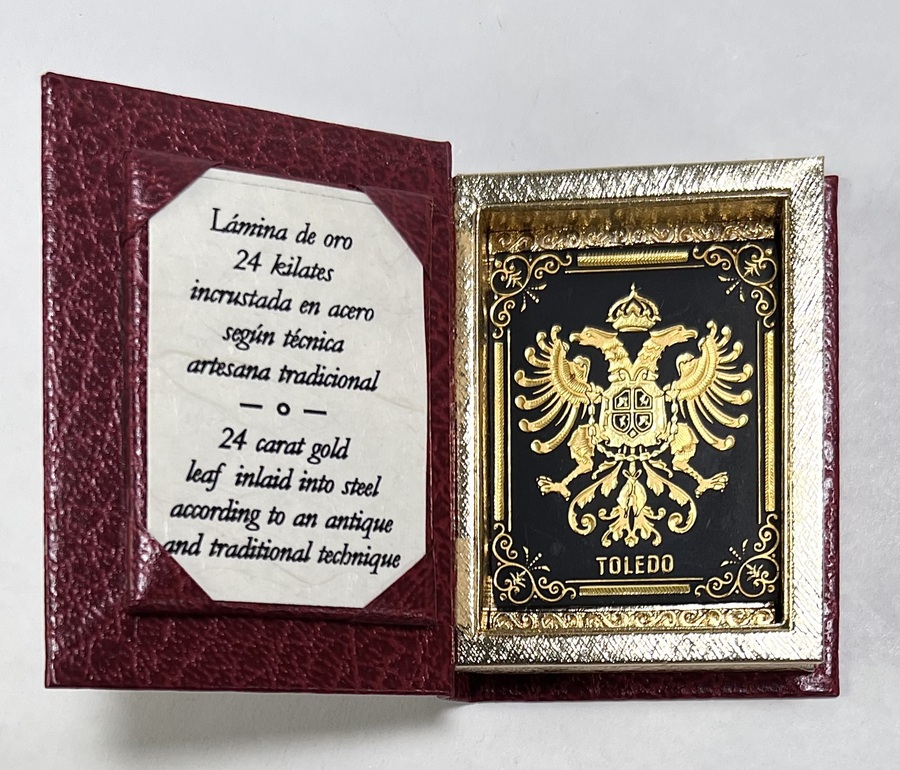 Lámina de oro
24 kilates
incrustada en acero
según técnica
artesana tradicional
24 carat gold
leaf inlaid into steel
according to an antique
and traditional technique
TOLEDO